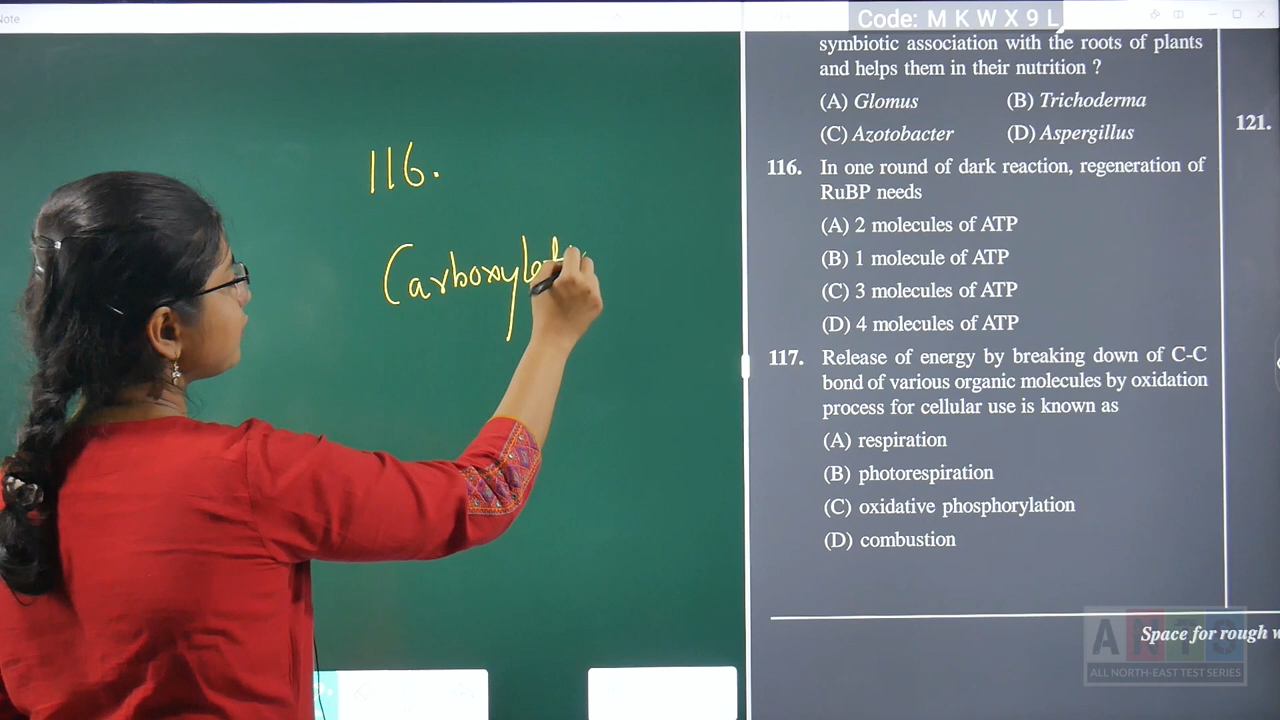 Note
Code: M K W X 9 L
symbiotic association with the roots of plants
and helps them in their nutrition ?
(A) Glomus (B) Trichoderma
(C) Azotobacter (D) Aspergillus
121.
116. In one round of dark reaction, regeneration of
RuBP needs
(A) 2 molecules of ATP
(B) 1 molecule of ATP
(C) 3 molecules of ATP
(D) 4 molecules of ATP
117. Release of energy by breaking down of C-C
bond of various organic molecules by oxidation
process for cellular use is known as
(A) respiration
(B) photorespiration
(C) oxidative phosphorylation
(D) combustion
Space for rough w
ANTS
ALL NORTH-EAST TEST SERIES
116.